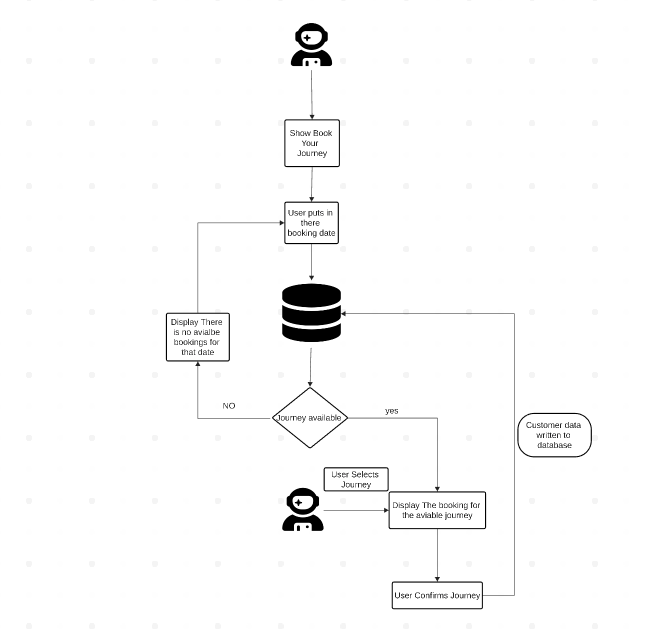 Show Book
Your
Journey
User puts in
there
booking date
Display There
is no avialbe
bookings for
that date
NO
Journey available
yes
Customer data
written to
database
User Selects
Journey
Display The booking for
the aviable journey
User Confirms Journey